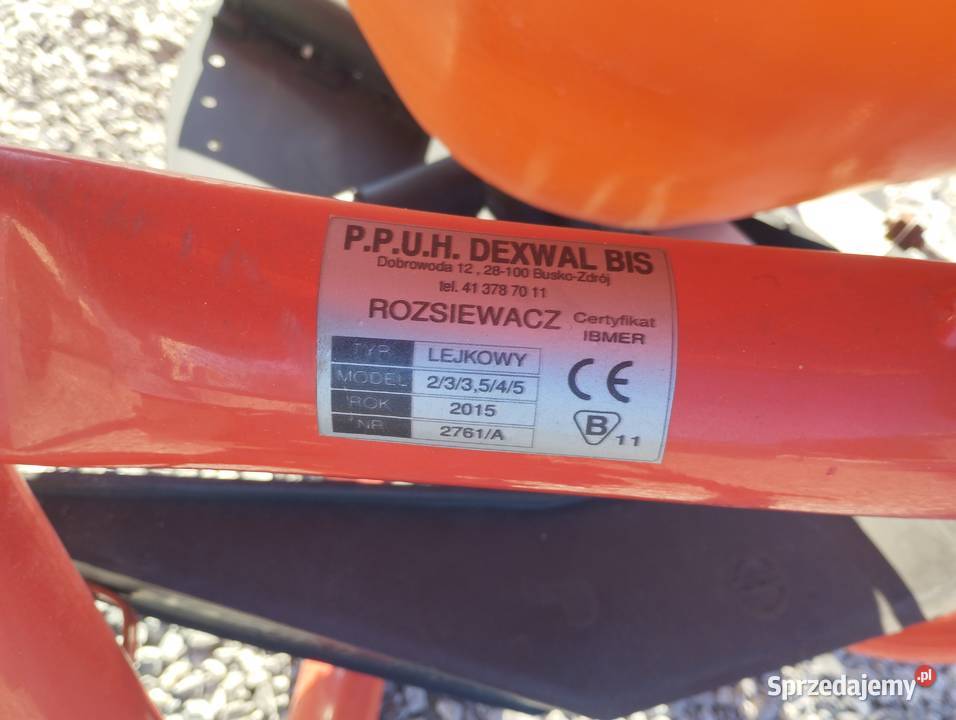 P.P.U.H. DEXWAL BIS
Dobrowoda 12 , 28-100 Busko-Zdrój
tel. 41 378 70 11
ROZSIEWACZ Certyfikat IBMER
TYP LEJKOWY
MODEL 2/3/3,5/4/5
ROK 2015
NR 2761/A
CE
B 11
Sprzedajemy.pl